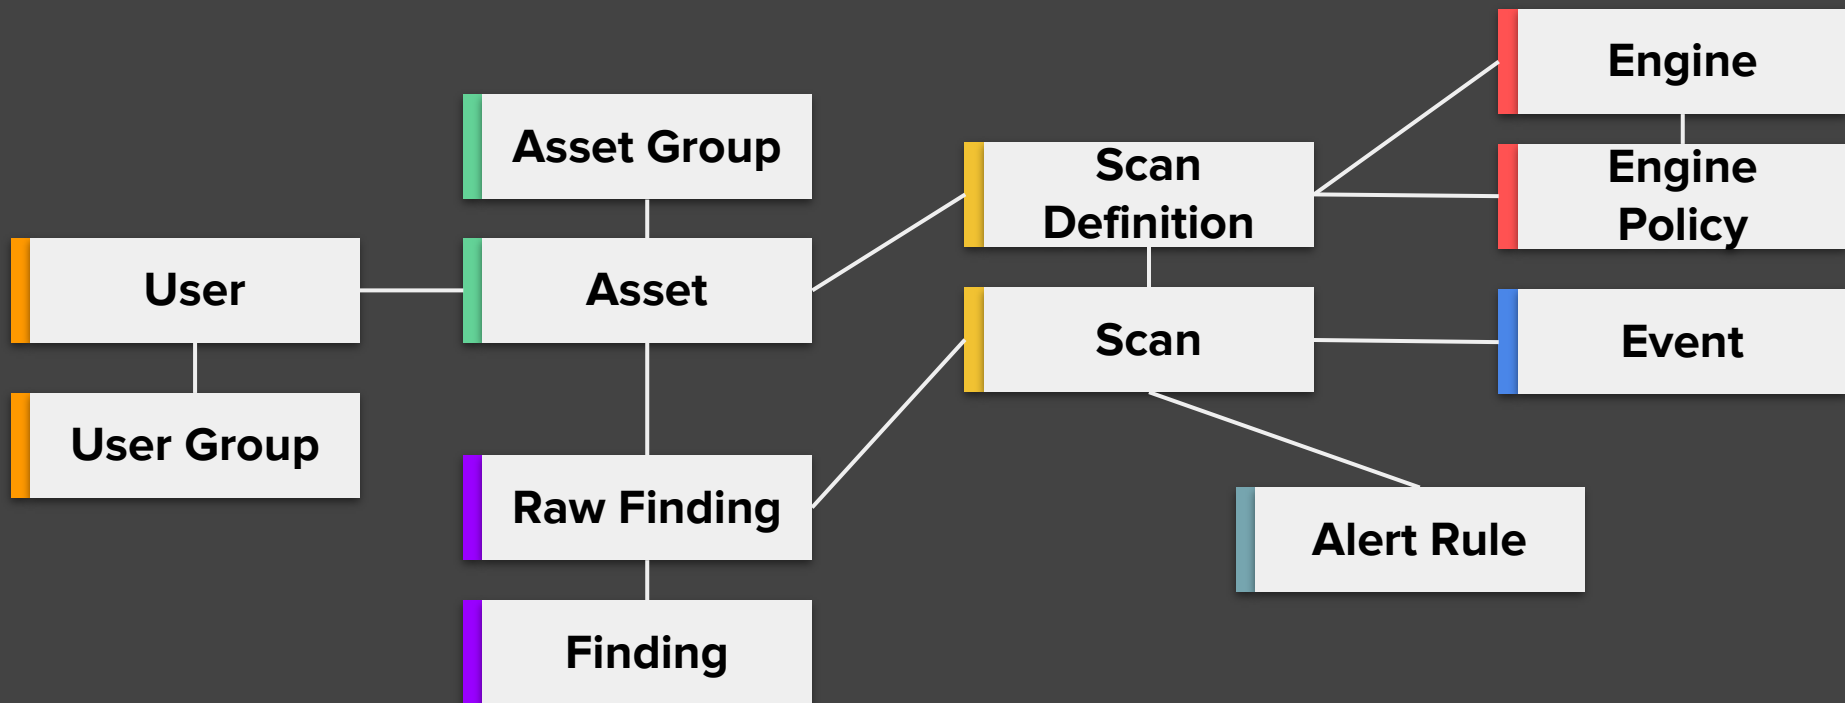 User
User Group
Asset Group
Asset
Raw Finding
Finding
Scan
Definition
Scan
Alert Rule
Engine
Engine
Policy
Event